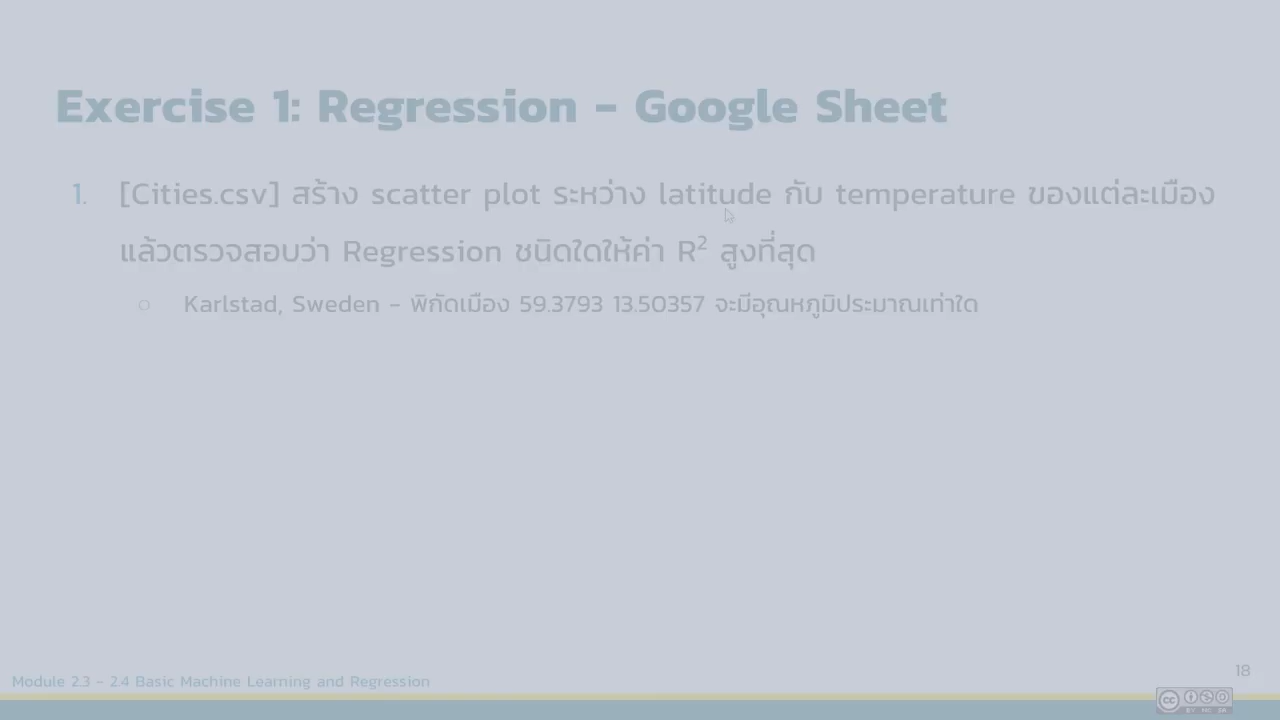 Exercise 1: Regression - Google Sheet
1. [Cities.csv] สร้าง scatter plot ระหว่าง latitude กับ temperature ของแต่ละเมือง
แล้วตรวจสอบว่า Regression ชนิดใดให้ค่า R² สูงที่สุด
○ Karlstad, Sweden - พิกัดเมือง 59.3793 13.50357 จะมีอุณหภูมิประมาณเท่าใด
18
Module 2.3 - 2.4 Basic Machine Learning and Regression
cc BY NC SA